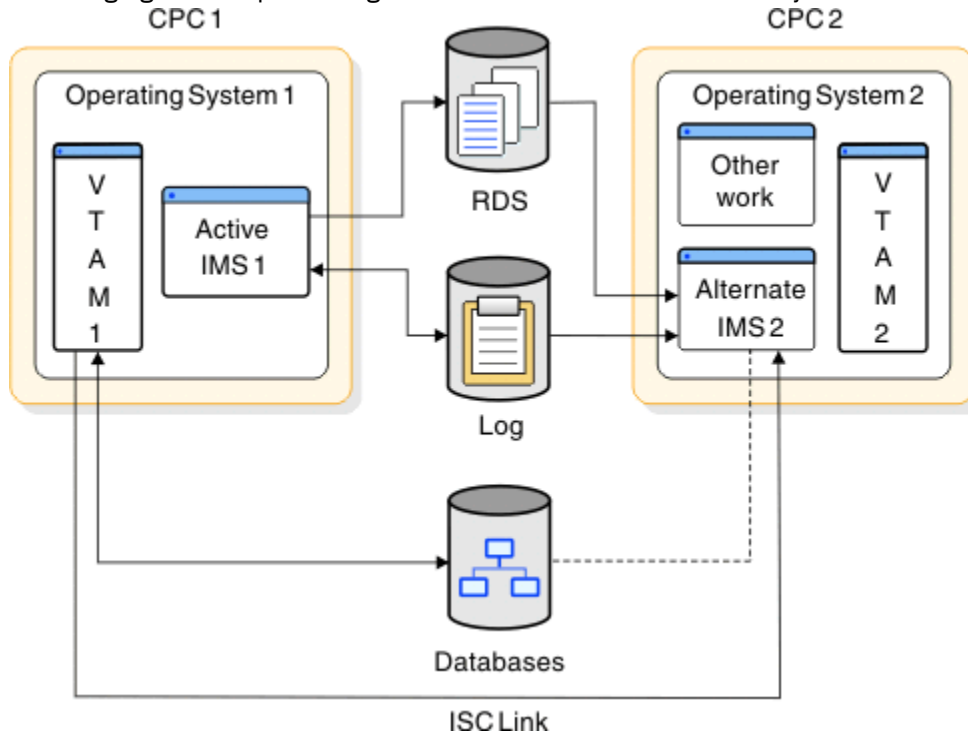 CPC 1
CPC 2
Operating System 1
V
T
A
M
1
Active
IMS 1
RDS
Log
Databases
ISC Link
Operating System 2
Other
work
Alternate
IMS 2
V
T
A
M
2